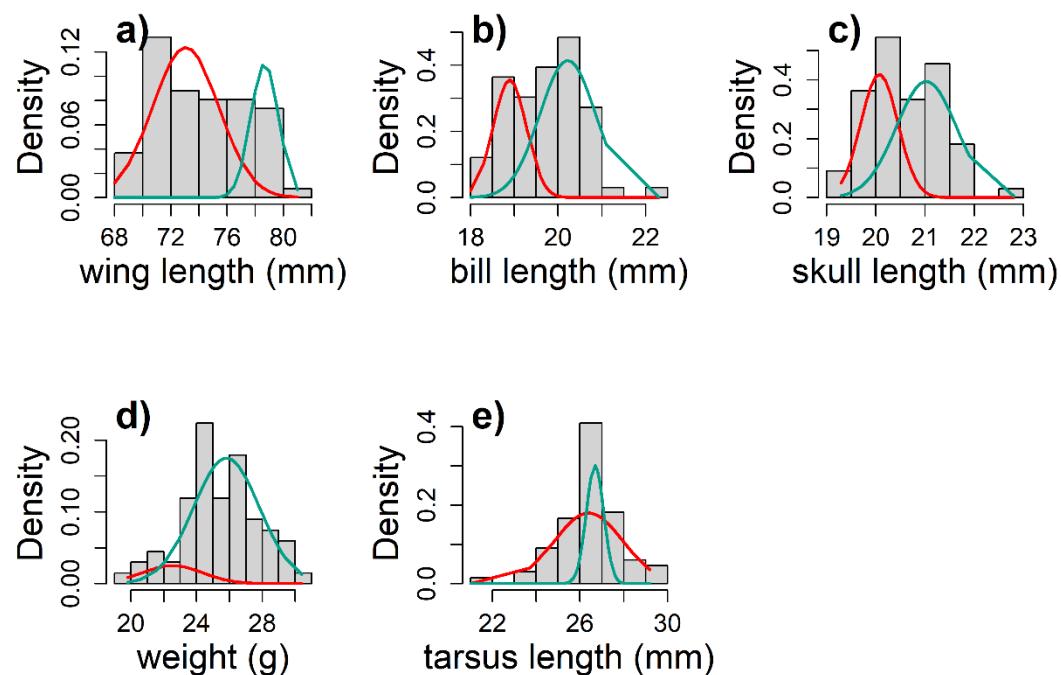 a)
Density
0.00 0.06 0.12
68 72 76 80
wing length (mm)
b)
Density
0.0 0.2 0.4
18 20 22
bill length (mm)
c)
Density
0.0 0.2 0.4
19 20 21 22 23
skull length (mm)
d)
Density
0.00 0.10 0.20
20 24 28
weight (g)
e)
Density
0.0 0.2 0.4
22 26 30
tarsus length (mm)